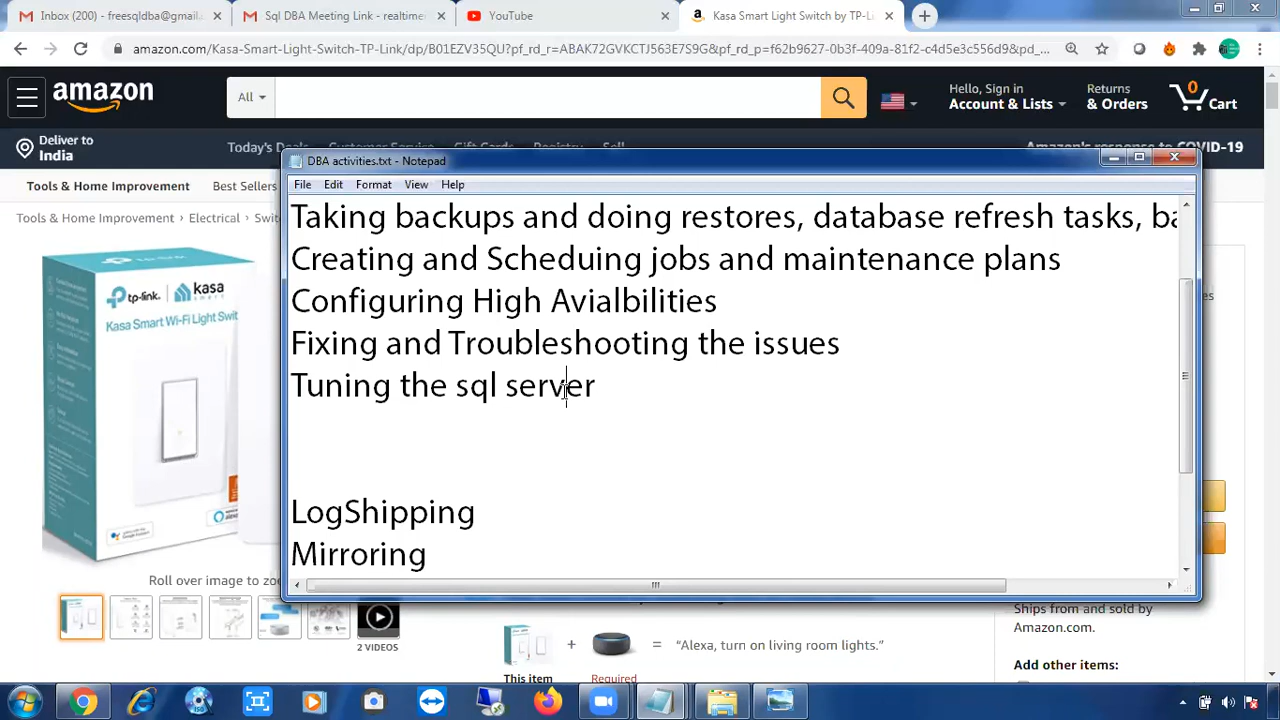 Inbox (200) - freesqldba@gmail
Sql DBA Meeting Link - realtime
YouTube
Kasa Smart Light Switch by TP-Li
amazon.com/Kasa-Smart-Light-Switch-TP-Link/dp/B01EZV35QU?pf_rd_r=ABAK72GVKCTJ563E7S9G&pf_rd_p=f62b9627-0b3f-409a-81f2-c4d5e3c556d9&pd_...
amazon
All
Hello, Sign in
Account & Lists
Returns
& Orders
0
Cart
Deliver to
India
Today's Deals
Customer Service
Gift Cards
Registry
Sell
Amazon's response to COVID-19
Tools & Home Improvement
Best Sellers
Tools & Home Improvement › Electrical ›
DBA activities.txt - Notepad
File Edit Format View Help
Taking backups and doing restores, database refresh tasks, ba
Creating and Scheduing jobs and maintenance plans
Configuring High Avialbilities
Fixing and Troubleshooting the issues
Tuning the sql server
LogShipping
Mirroring
tp-link
kasa
smart
Kasa Smart Wi-Fi Light Swit
Roll over image to zo
2 VIDEOS
+
=
"Alexa, turn on living room lights."
This item
Required
Ships from and sold by
Amazon.com.
Add other items: